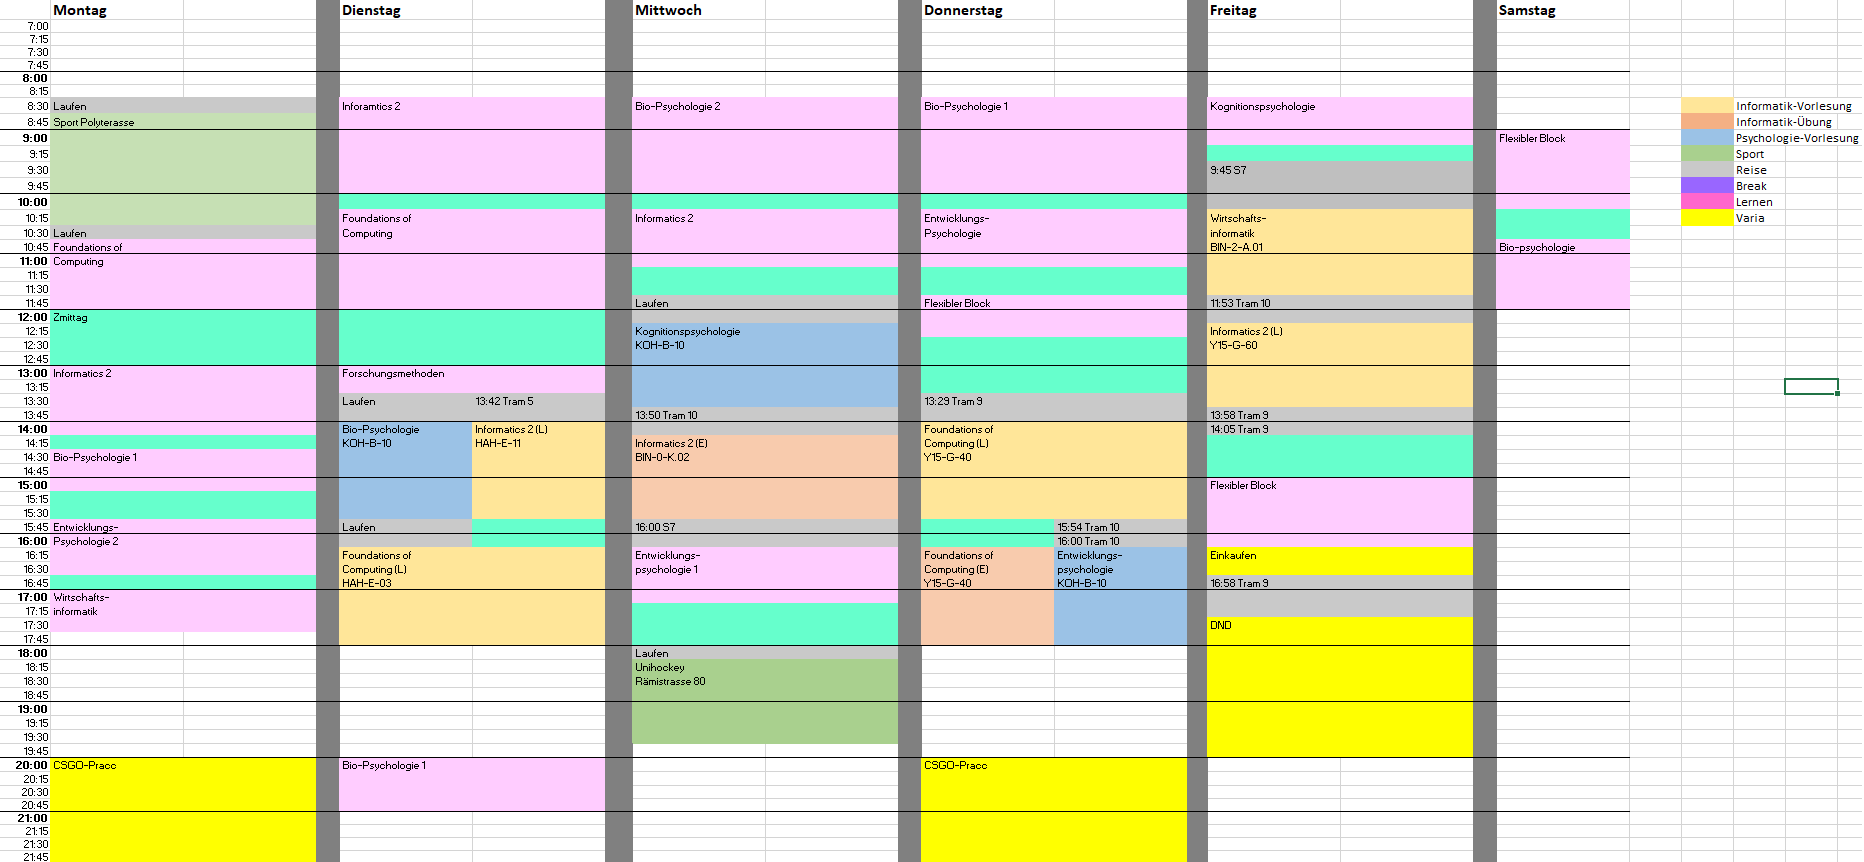 Montag Dienstag Mittwoch Donnerstag Freitag Samstag
7:00
7:15
7:30
7:45
8:00
8:15
8:30 Laufen Inforamtics 2 Bio-Psychologie 2 Bio-Psychologie 1 Kognitionspsychologie Informatik-Vorlesung
8:45 Sport Polyterasse Informatik-Übung
9:00 Flexibler Block Psychologie-Vorlesung
9:15 Sport
9:30 9:45 S7 Reise
9:45 Break
10:00 Lernen
10:15 Foundations of Informatics 2 Entwicklungs- Wirtschafts- Varia
10:30 Laufen Computing Psychologie informatik
10:45 Foundations of BIN-2-A.01 Bio-psychologie
11:00 Computing
11:15
11:30
11:45 Laufen Flexibler Block 11:53 Tram 10
12:00 Zmittag
12:15 Kognitionspsychologie Informatics 2 (L)
12:30 KOH-B-10 Y15-G-60
12:45
13:00 Informatics 2 Forschungsmethoden
13:15
13:30 Laufen 13:42 Tram 5 13:29 Tram 9
13:45 13:50 Tram 10 13:58 Tram 9
14:00 Bio-Psychologie Informatics 2 (L) Foundations of 14:05 Tram 9
14:15 KOH-B-10 HAH-E-11 Informatics 2 (E) Computing (L)
14:30 Bio-Psychologie 1 BIN-0-K.02 Y15-G-40
14:45
15:00 Flexibler Block
15:15
15:30
15:45 Entwicklungs- Laufen 16:00 S7 15:54 Tram 10
16:00 Psychologie 2 16:00 Tram 10
16:15 Foundations of Entwicklungs- Foundations of Entwicklungs- Einkaufen
16:30 Computing (L) psychologie 1 Computing (E) psychologie
16:45 HAH-E-03 Y15-G-40 KOH-B-10 16:58 Tram 9
17:00 Wirtschafts-
17:15 informatik
17:30 DND
17:45
18:00 Laufen
18:15 Unihockey
18:30 Rämistrasse 80
18:45
19:00
19:15
19:30
19:45
20:00 CSGO-Pracc Bio-Psychologie 1 CSGO-Pracc
20:15
20:30
20:45
21:00
21:15
21:30
21:45